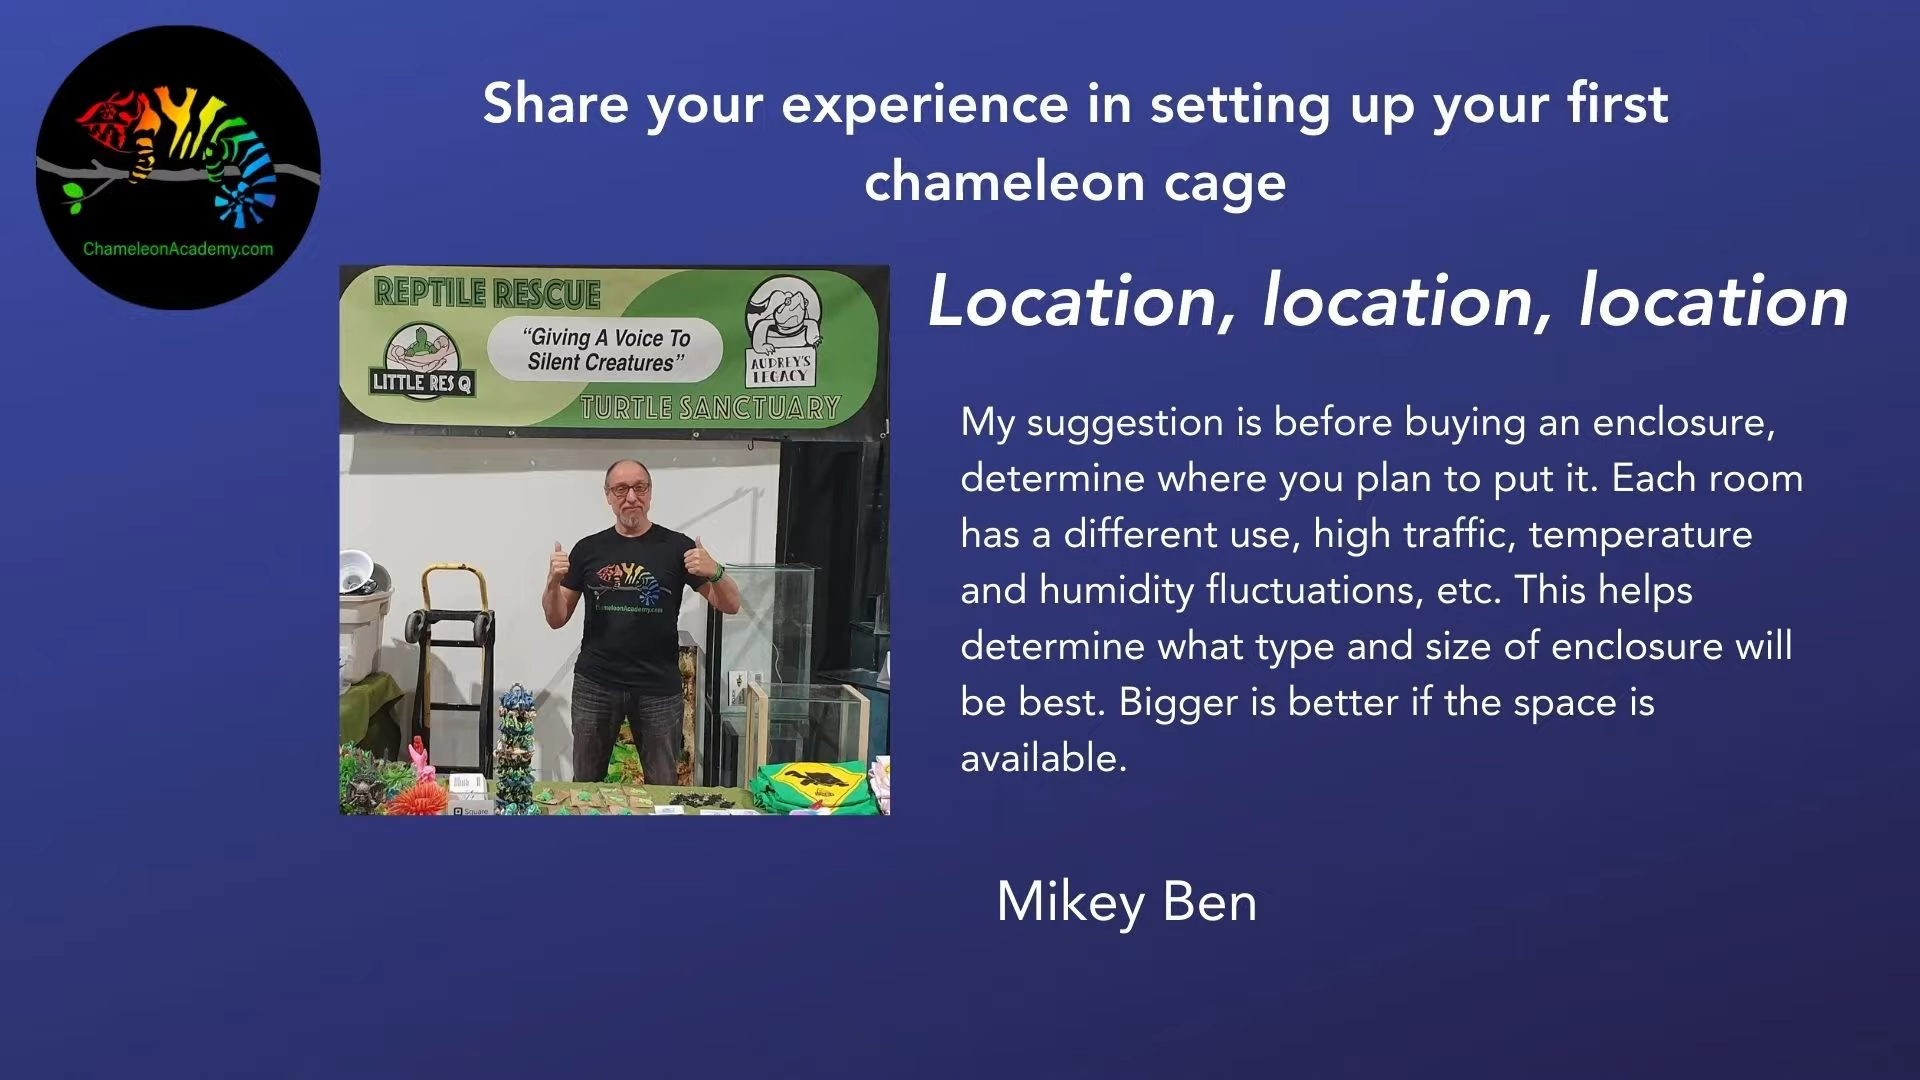 Share your experience in setting up your first
chameleon cage
ChameleonAcademy.com
Location, location, location
REPTILE RESCUE
"Giving A Voice To
Silent Creatures"
LITTLE RES Q
AUDREY'S
LEGACY
TURTLE SANCTUARY
ChameleonAcademy.com
Square
My suggestion is before buying an enclosure,
determine where you plan to put it. Each room
has a different use, high traffic, temperature
and humidity fluctuations, etc. This helps
determine what type and size of enclosure will
be best. Bigger is better if the space is
available.
Mikey Ben